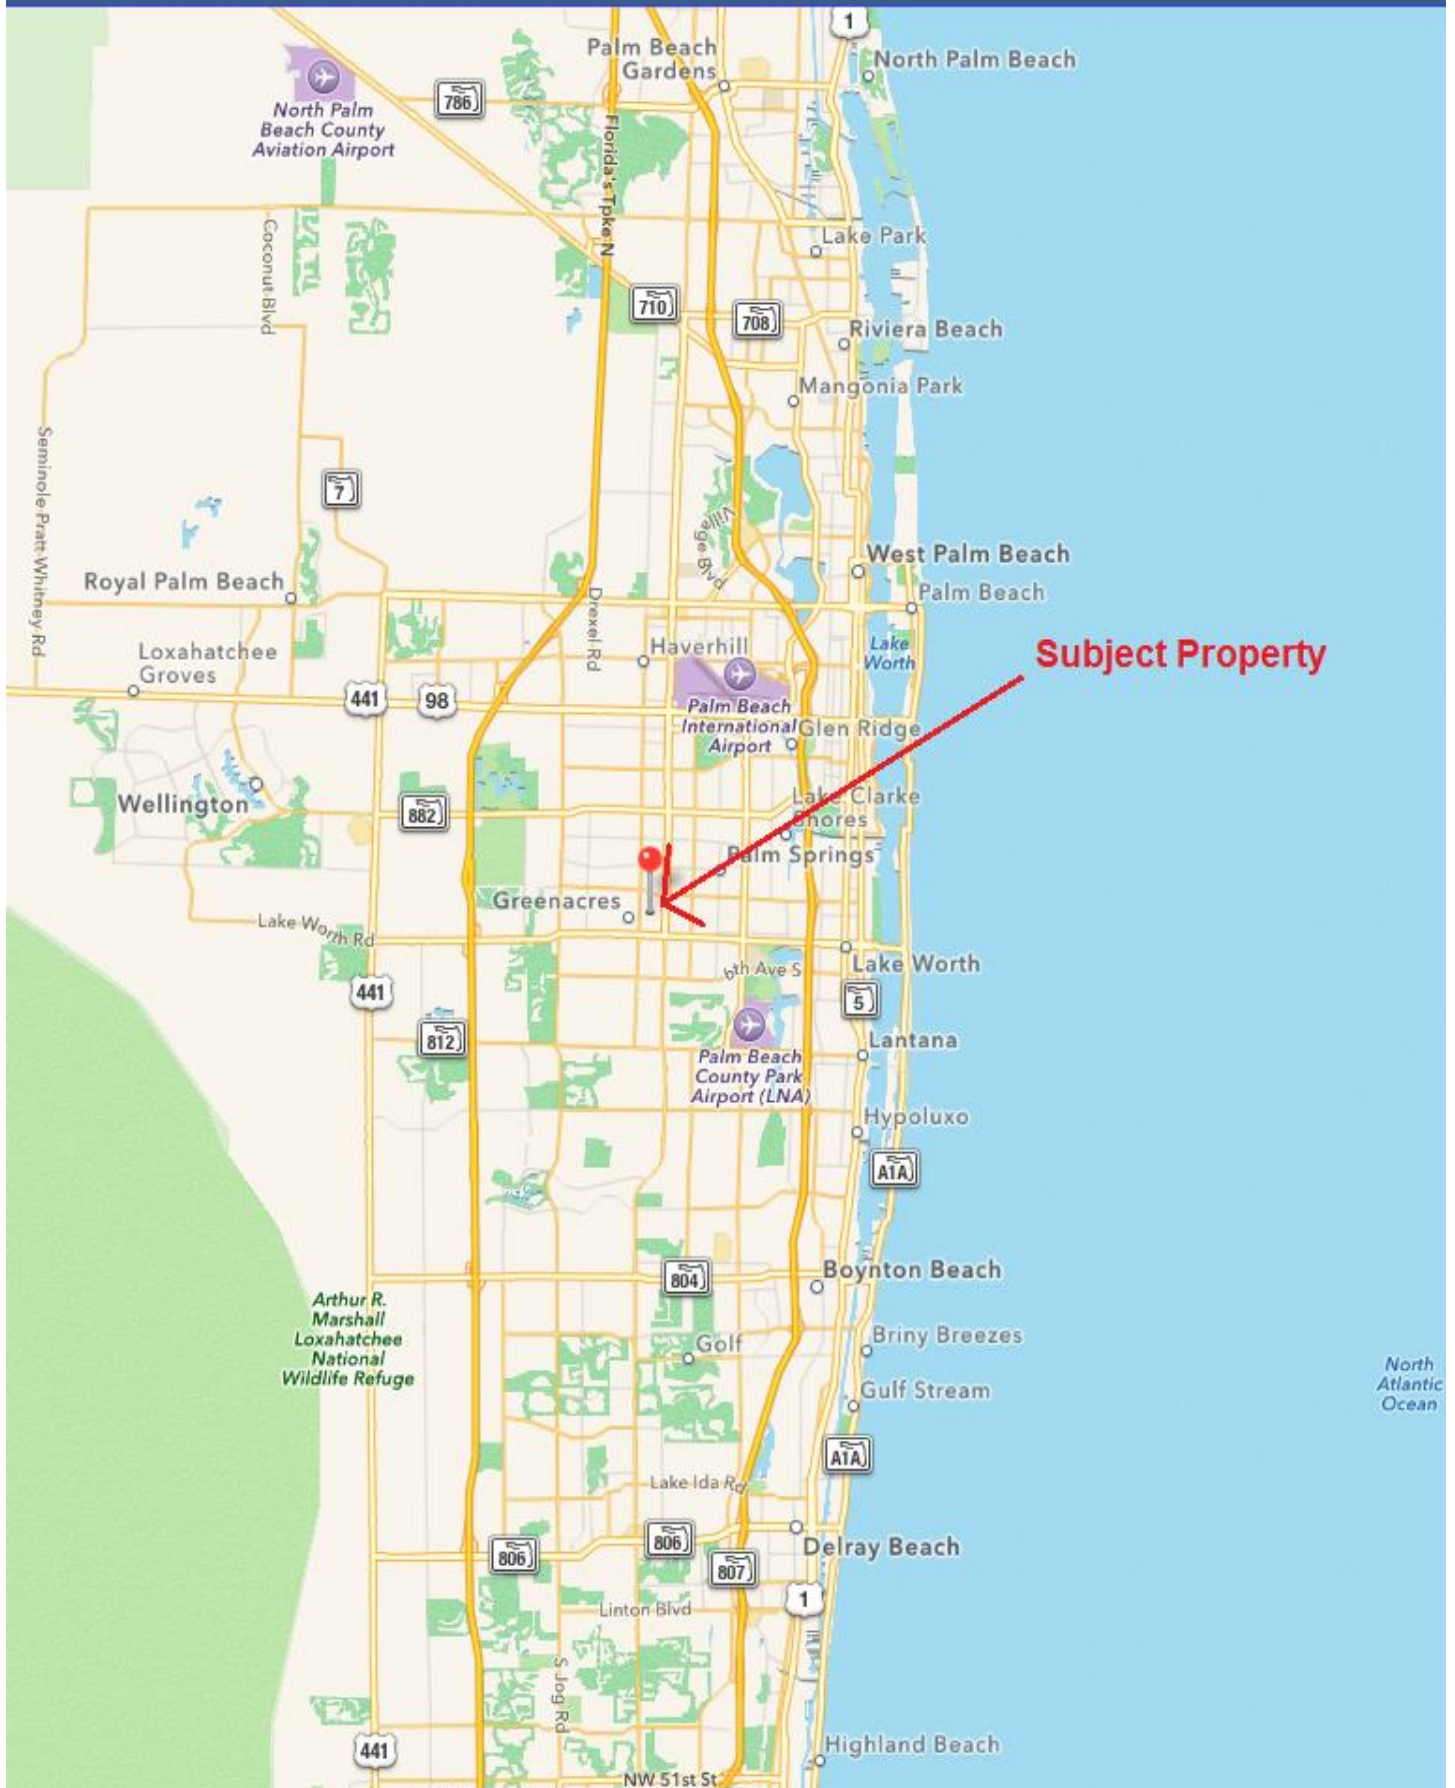 1
Palm Beach
Gardens
North Palm Beach
North Palm
Beach County
Aviation Airport
786
Florida's Tpke N
Coconut Blvd
Lake Park
710
708
Riviera Beach
Mangonia Park
Seminole Pratt Whitney Rd
7
Village Blvd
West Palm Beach
Royal Palm Beach
Palm Beach
Drexel Rd
Loxahatchee
Groves
Haverhill
Lake
Worth
Subject Property
441
98
Palm Beach
International
Airport
Glen Ridge
Wellington
882
Lake Clarke
Shores
Palm Springs
Greenacres
Lake Worth Rd
6th Ave S
Lake Worth
441
5
812
Lantana
Palm Beach
County Park
Airport (LNA)
Hypoluxo
A1A
804
Boynton Beach
Arthur R.
Marshall
Loxahatchee
National
Wildlife Refuge
Golf
Briny Breezes
Gulf Stream
North
Atlantic
Ocean
A1A
Lake Ida Rd
806
806
807
Delray Beach
1
Linton Blvd
S Jog Rd
441
Highland Beach
NW 51st St